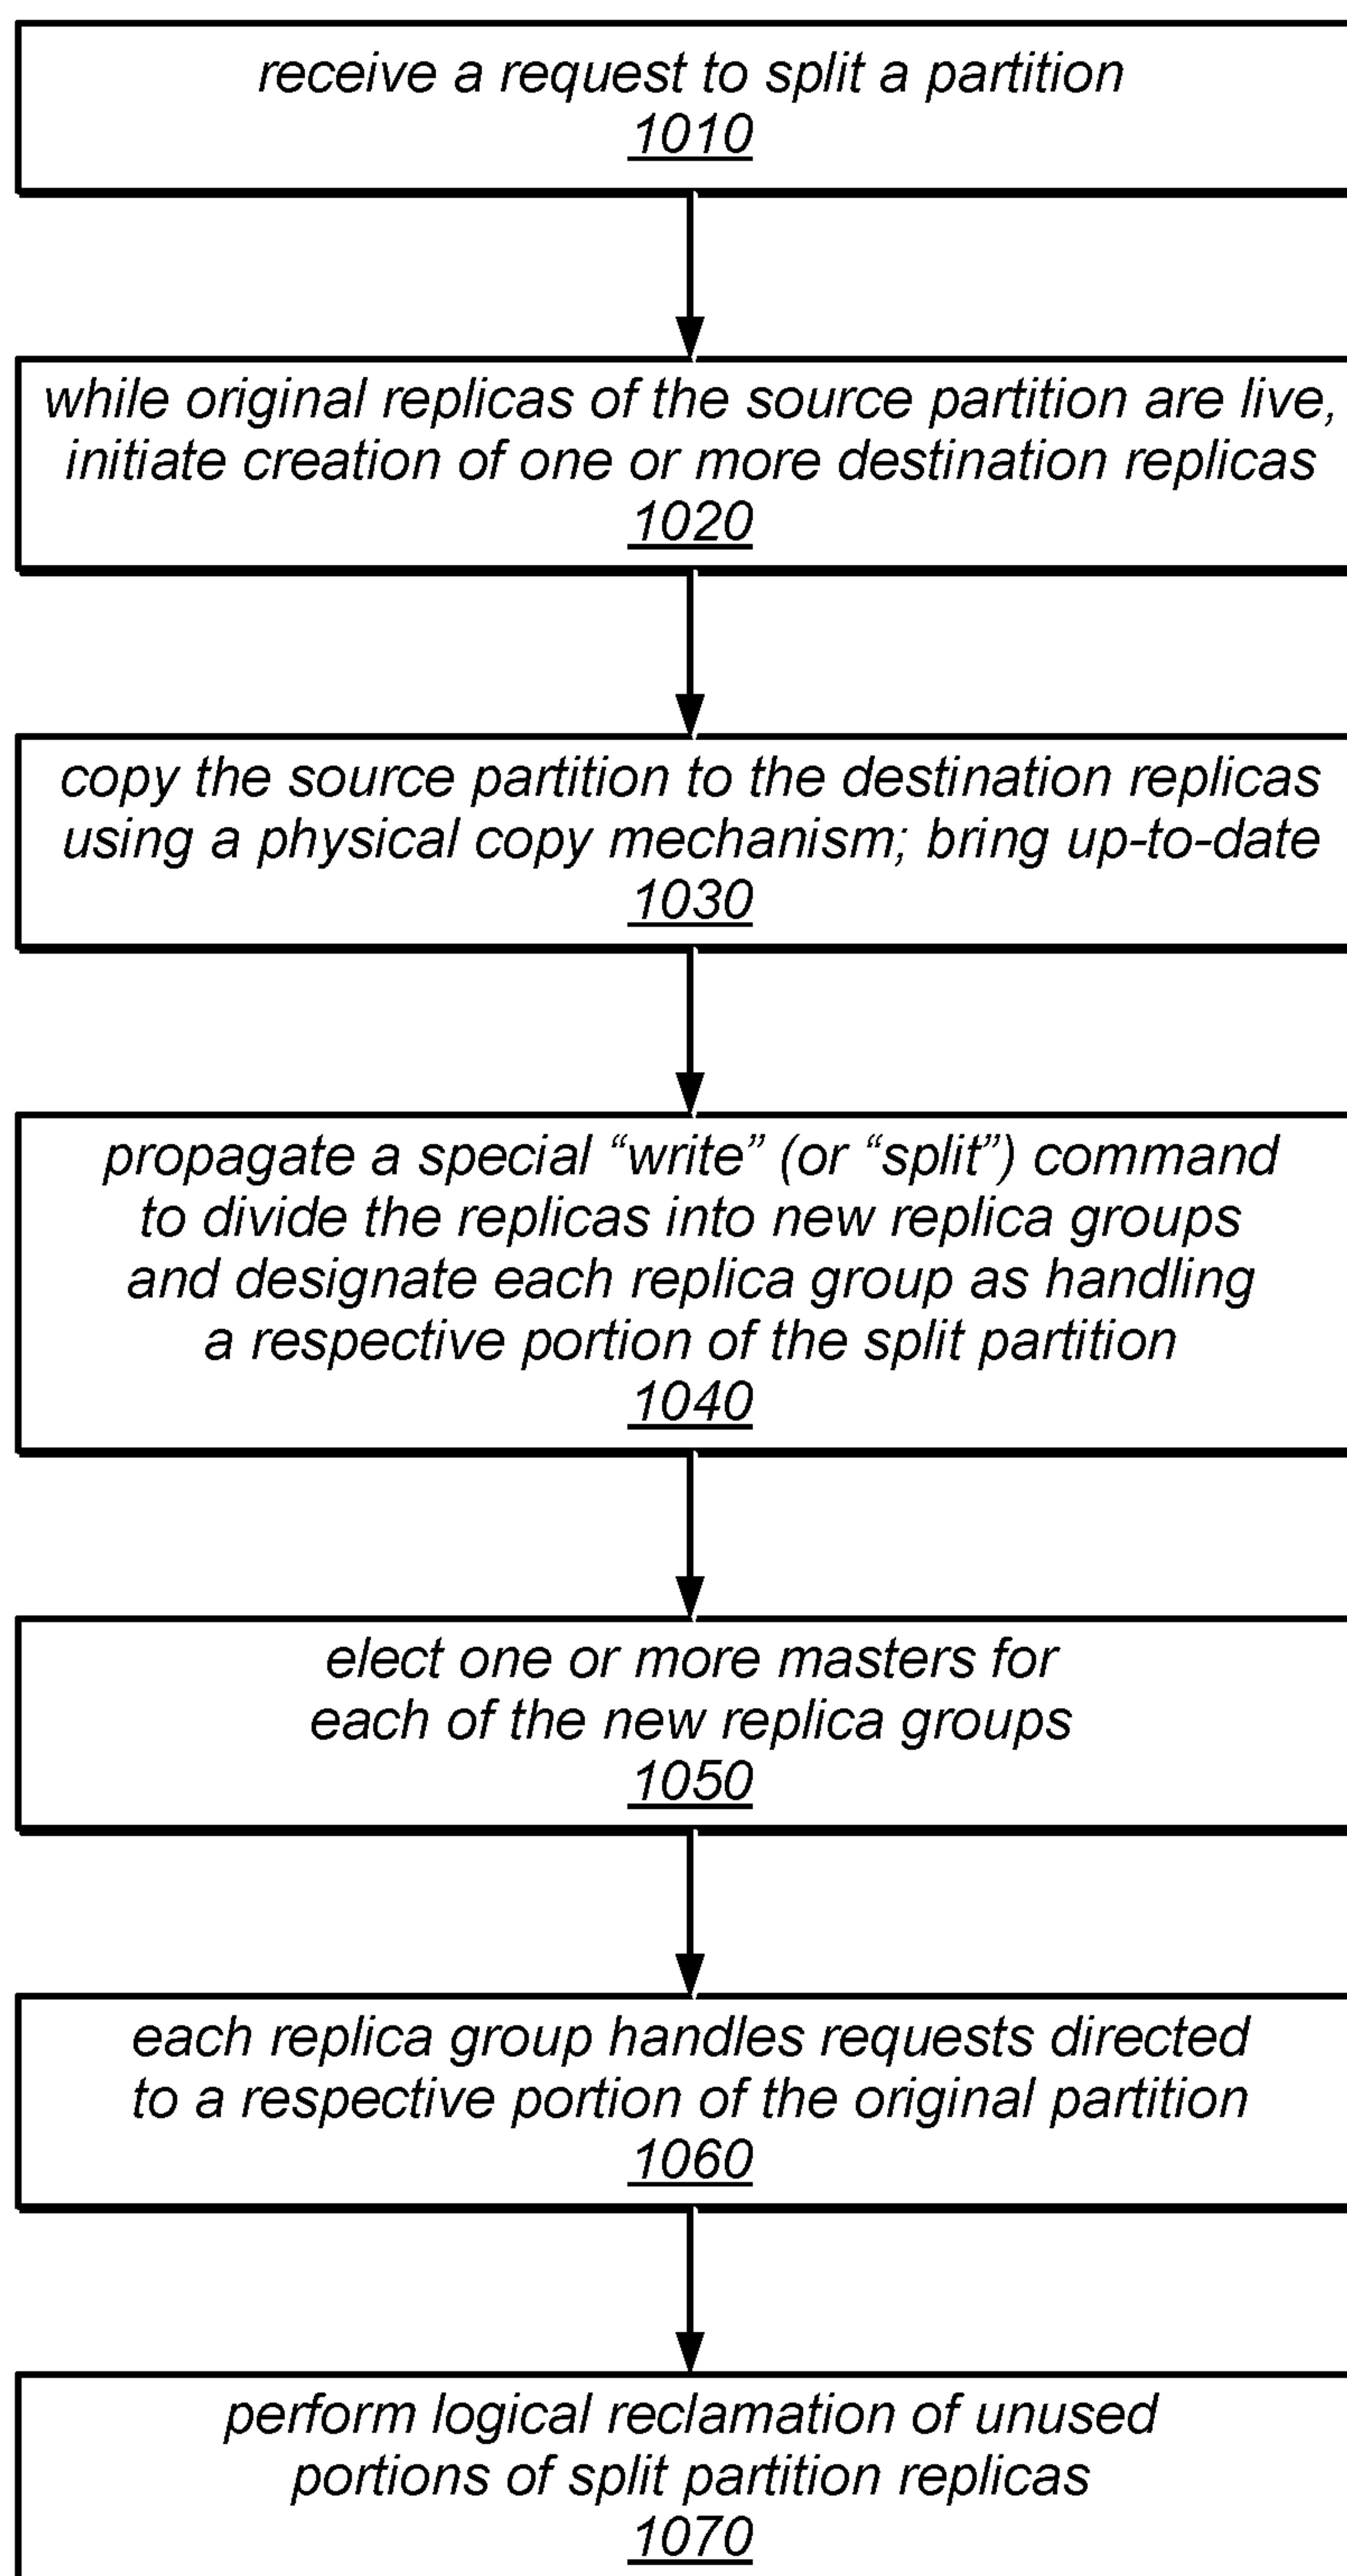 receive a request to split a partition
1010
while original replicas of the source partition are live,
initiate creation of one or more destination replicas
1020
copy the source partition to the destination replicas
using a physical copy mechanism; bring up-to-date
1030
propagate a special “write” (or “split”) command
to divide the replicas into new replica groups
and designate each replica group as handling
a respective portion of the split partition
1040
elect one or more masters for
each of the new replica groups
1050
each replica group handles requests directed
to a respective portion of the original partition
1060
perform logical reclamation of unused
portions of split partition replicas
1070